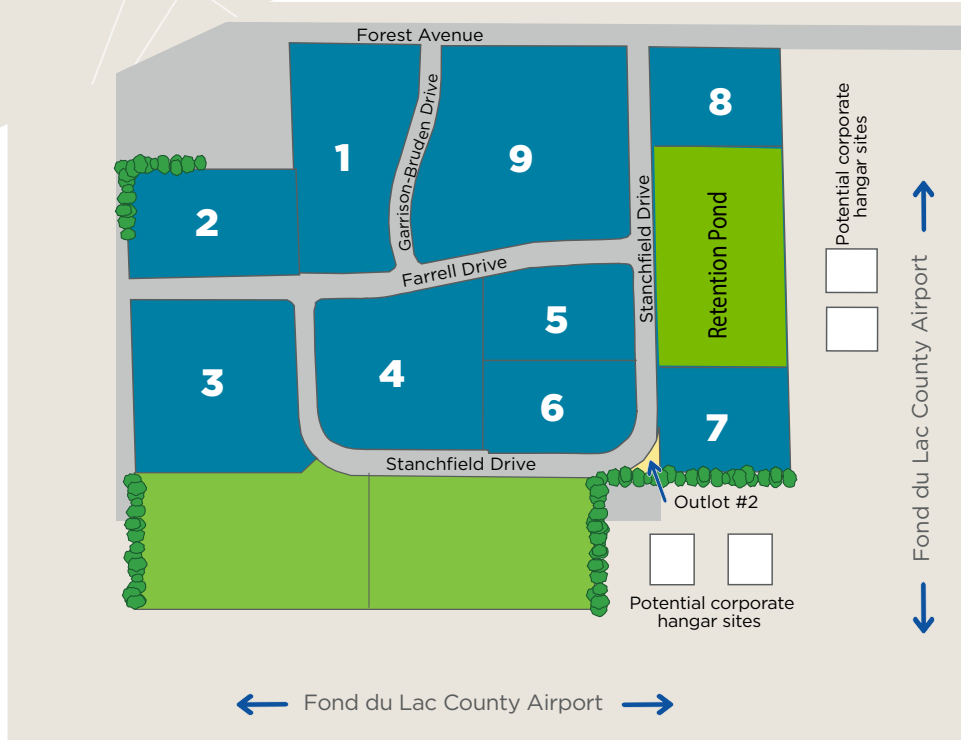 Forest Avenue
Garrison-Bruden Drive
1
9
8
2
Farrell Drive
Stanchfield Drive
Retention Pond
Potential corporate
hangar sites
Fond du Lac County Airport
3
4
5
6
7
Stanchfield Drive
Outlot #2
Potential corporate
hangar sites
Fond du Lac County Airport